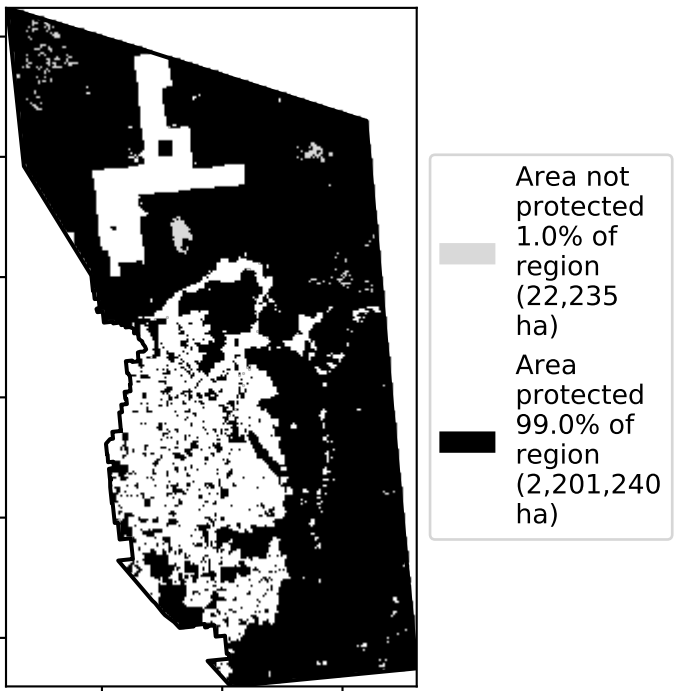 Area not
protected
1.0% of
region
(22,235
ha)
Area
protected
99.0% of
region
(2,201,240
ha)